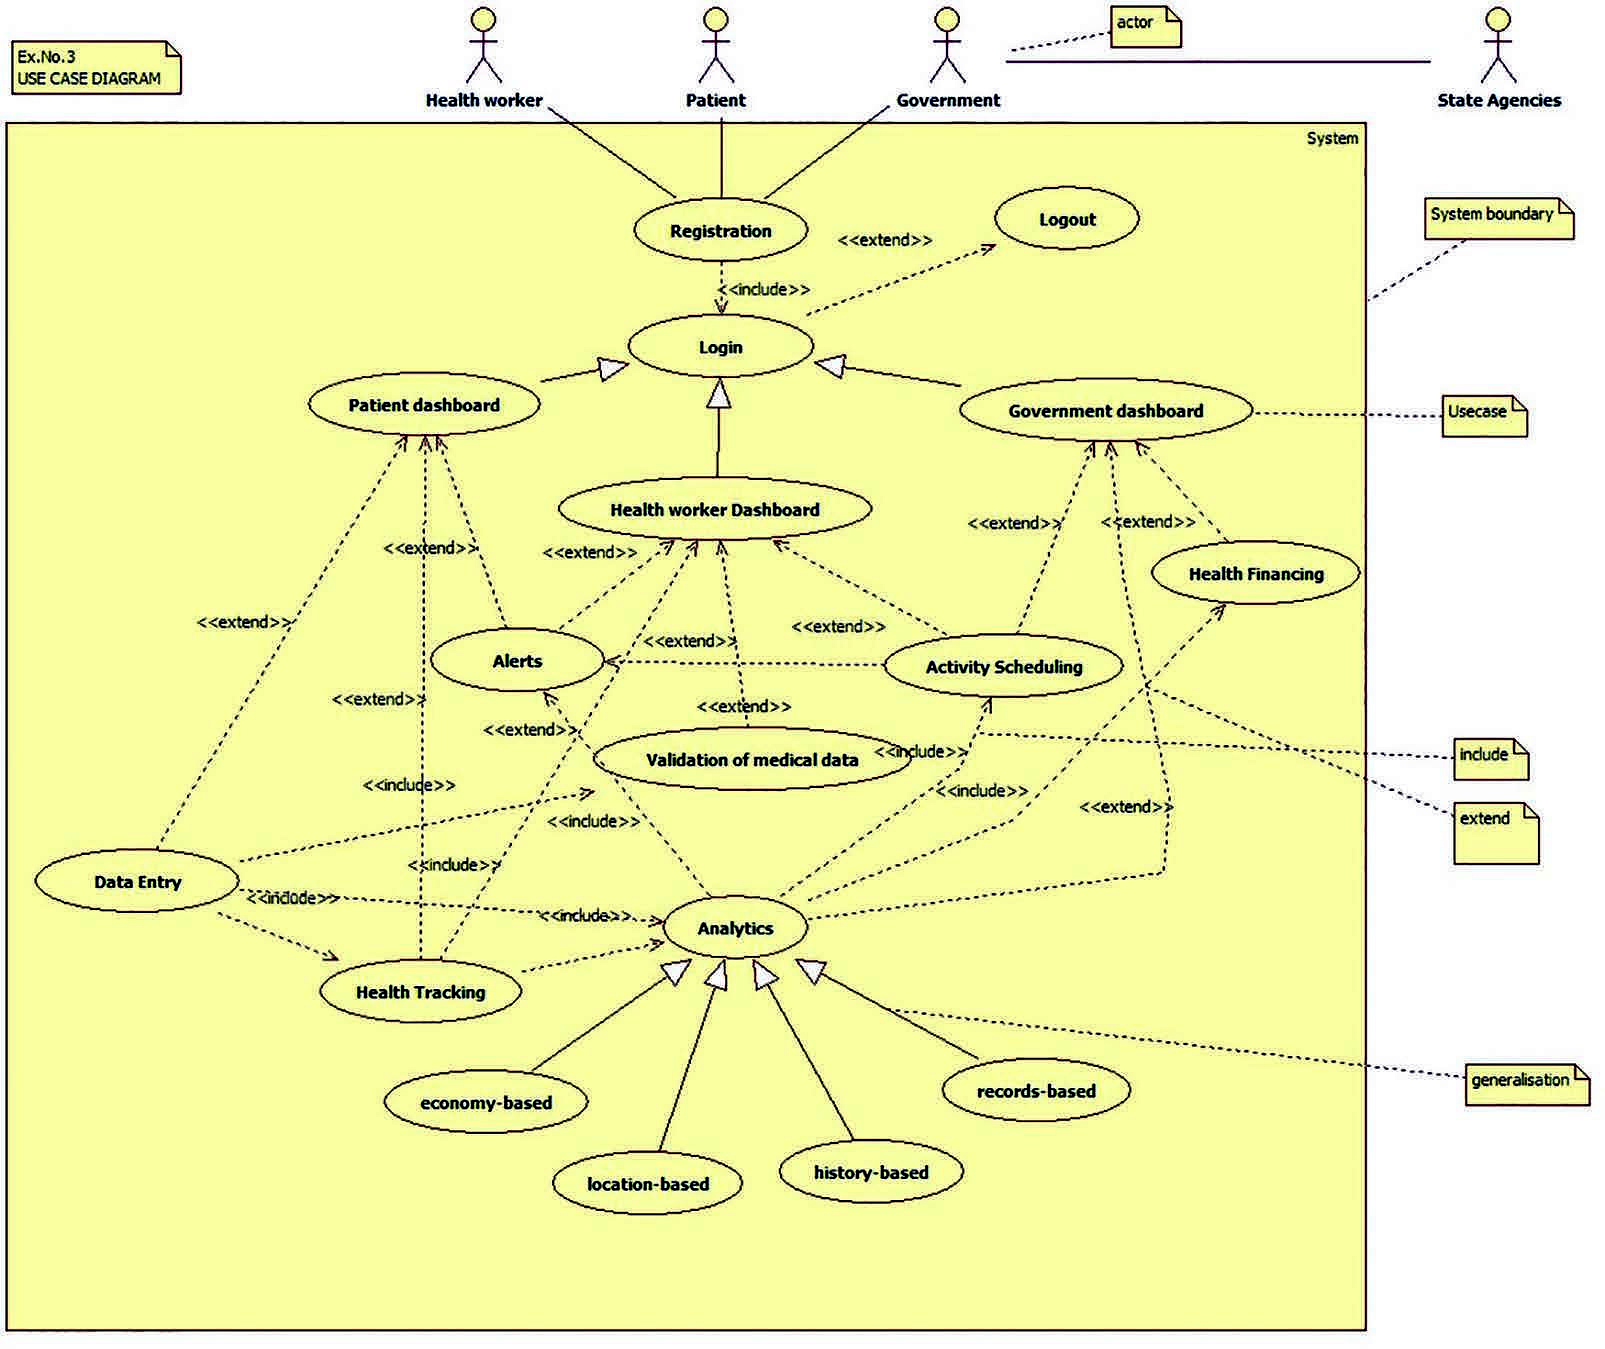 actor
Ex.No.3
USE CASE DIAGRAM
Health worker
Patient
Government
State Agencies
System
System boundary
Registration
Logout
<<extend>>
<<include>>
Login
Patient dashboard
Government dashboard
Usecase
Health worker Dashboard
<<extend>>
<<extend>>
<<extend>>
<<extend>>
Health Financing
<<extend>>
<<extend>>
<<extend>>
Alerts
Activity Scheduling
<<extend>>
<<extend>>
<<extend>>
Validation of medical data
<<include>>
include
<<include>>
<<include>>
<<extend>>
extend
<<include>>
<<include>>
Data Entry
<<include>>
<<include>>
Analytics
Health Tracking
generalisation
economy-based
records-based
location-based
history-based